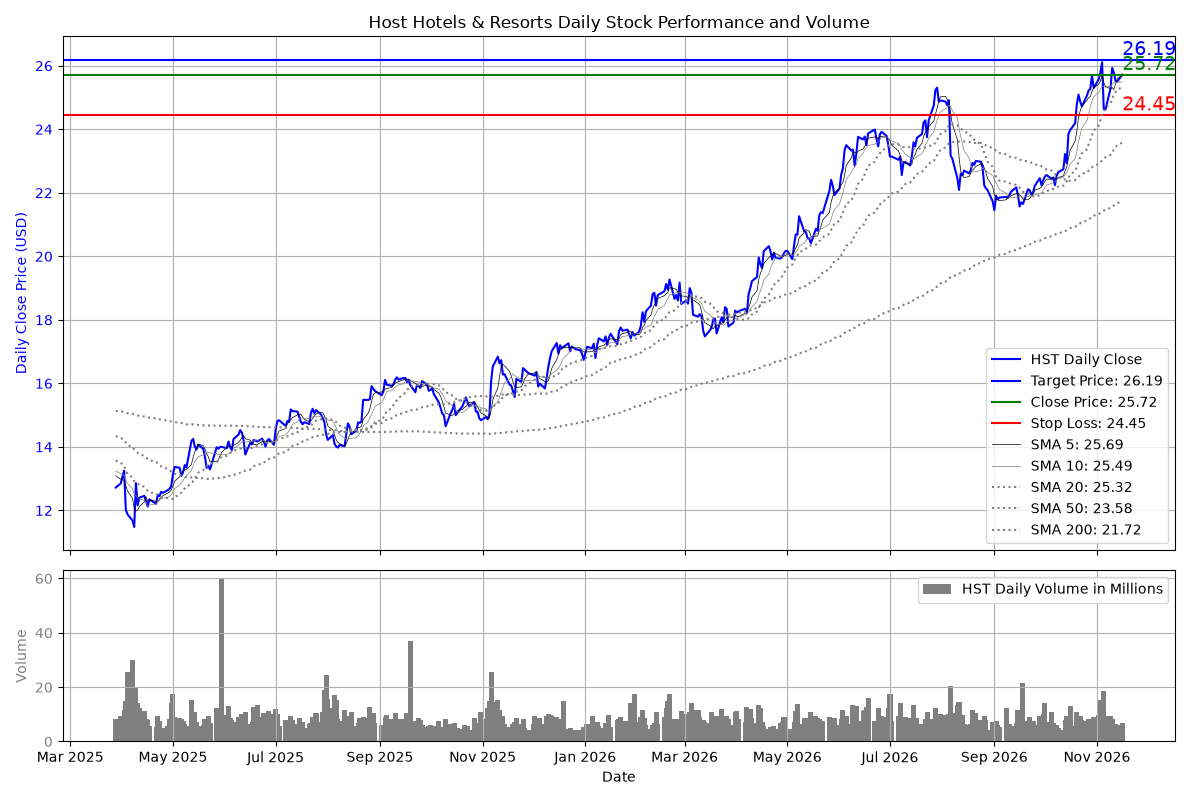 Host Hotels & Resorts Daily Stock Performance and Volume
26.19
25.72
24.45
26
24
22
20
18
16
14
12
Daily Close Price (USD)
HST Daily Close
Target Price: 26.19
Close Price: 25.72
Stop Loss: 24.45
SMA 5: 25.69
SMA 10: 25.49
SMA 20: 25.32
SMA 50: 23.58
SMA 200: 21.72
60
40
20
0
Volume
HST Daily Volume in Millions
Mar 2025
May 2025
Jul 2025
Sep 2025
Nov 2025
Jan 2026
Mar 2026
May 2026
Jul 2026
Sep 2026
Nov 2026
Date